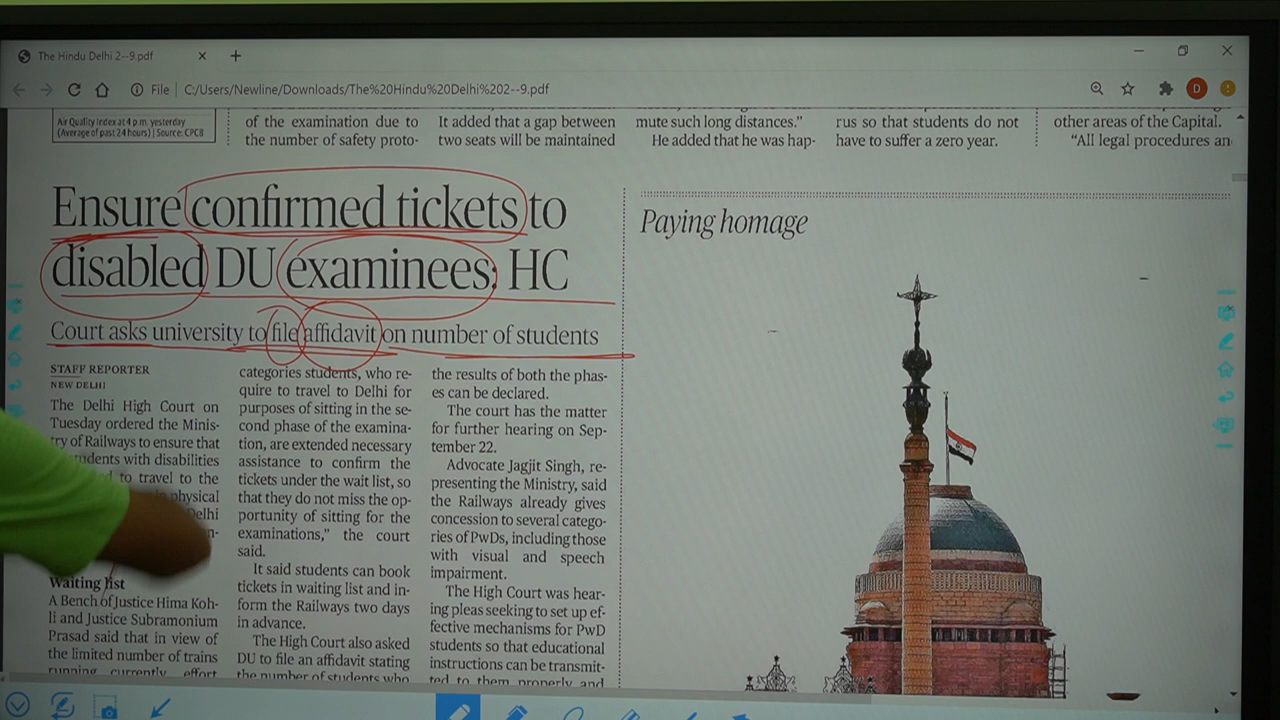 The Hindu Delhi 2--9.pdf
File
C:/Users/Newline/Downloads/The%20Hindu%20Delhi%202--9.pdf
D
Air Quality Index at 4 p.m. yesterday
(Average of past 24 hours) | Source: CPCB
of the examination due to
the number of safety proto-
It added that a gap between
two seats will be maintained
mute such long distances.”
He added that he was hap-
rus so that students do not
have to suffer a zero year.
other areas of the Capital.
“All legal procedures an
Ensure confirmed tickets to
disabled DU examinees: HC
Court asks university to file affidavit on number of students
STAFF REPORTER
NEW DELHI
The Delhi High Court on
Tuesday ordered the Minis-
try of Railways to ensure that
students with disabilities
to travel to the
physical
Delhi
Waiting list
A Bench of Justice Hima Koh-
li and Justice Subramonium
Prasad said that in view of
the limited number of trains
running currently, effort
categories students, who re-
quire to travel to Delhi for
purposes of sitting in the se-
cond phase of the examina-
tion, are extended necessary
assistance to confirm the
tickets under the wait list, so
that they do not miss the op-
portunity of sitting for the
examinations,” the court
said.
It said students can book
tickets in waiting list and in-
form the Railways two days
in advance.
The High Court also asked
DU to file an affidavit stating
the number of students who
the results of both the phas-
es can be declared.
The court has the matter
for further hearing on Sep-
tember 22.
Advocate Jagjit Singh, re-
presenting the Ministry, said
the Railways already gives
concession to several catego-
ries of PwDs, including those
with visual and speech
impairment.
The High Court was hear-
ing pleas seeking to set up ef-
fective mechanisms for PwD
students so that educational
instructions can be transmit-
ted to them properly and
Paying homage